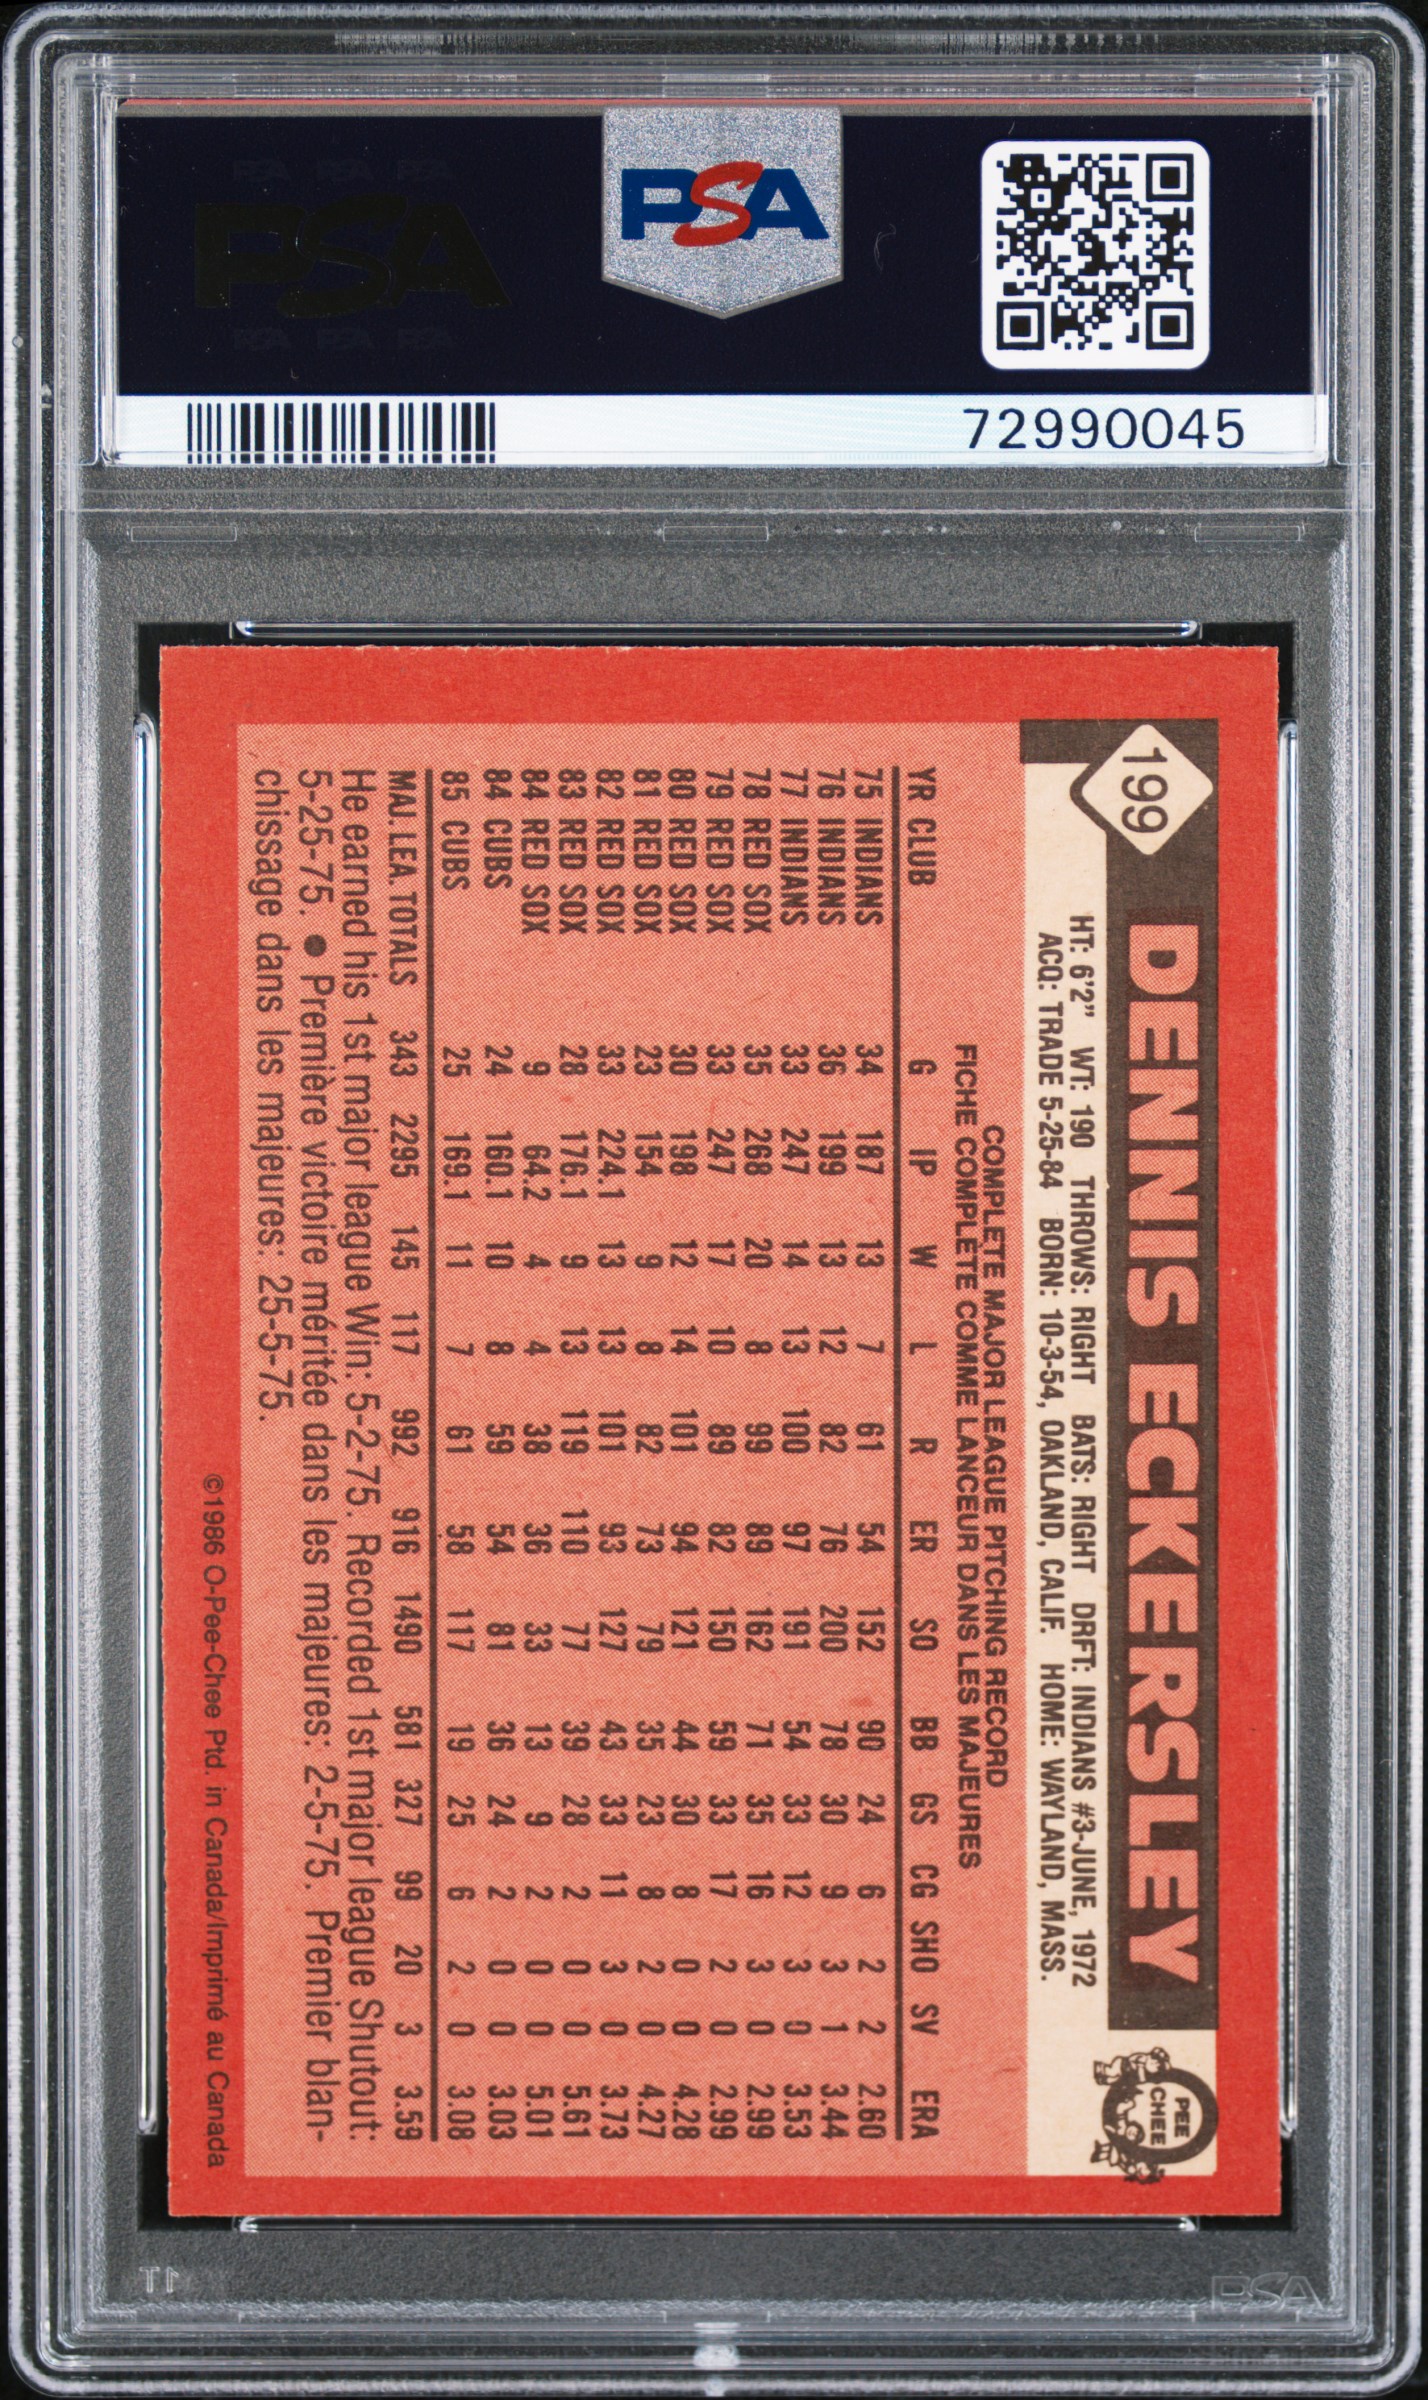 PSA
72990045
199
DENNIS ECKERSLEY
O
PEE
CHEE
HT: 6'2" WT: 190 THROWS: RIGHT BATS: RIGHT DRFT: INDIANS #3-JUNE, 1972
ACQ: TRADE 5-25-84 BORN: 10-3-54, OAKLAND, CALIF. HOME: WAYLAND, MASS.
COMPLETE MAJOR LEAGUE PITCHING RECORD
FICHE COMPLÈTE COMME LANCEUR DANS LES MAJEURES
YR CLUB G IP W L R ER SO BB GS CG SHO SV ERA
75 INDIANS 34 187 13 7 61 54 152 90 24 6 2 2 2.60
76 INDIANS 36 199 13 12 82 76 200 78 30 9 3 1 3.44
77 INDIANS 33 247 14 13 100 97 191 54 33 12 3 0 3.53
78 RED SOX 35 268 20 8 99 89 162 71 35 16 3 0 2.99
79 RED SOX 33 247 17 10 89 82 150 59 33 17 2 0 2.99
80 RED SOX 30 198 12 14 101 94 121 44 30 8 0 0 4.28
81 RED SOX 23 154 9 8 82 73 79 35 23 8 2 0 4.27
82 RED SOX 33 224.1 13 13 101 93 127 43 33 11 3 0 3.73
83 RED SOX 28 176.1 9 13 119 110 77 39 28 2 0 0 5.61
84 RED SOX 9 64.2 4 4 38 36 33 13 9 2 0 0 5.01
84 CUBS 24 160.1 10 8 59 54 81 36 24 2 0 0 3.03
85 CUBS 25 169.1 11 7 61 58 117 19 25 6 2 0 3.08
MAJ. LEA. TOTALS 343 2295 145 117 992 916 1490 581 327 99 20 3 3.59
He earned his 1st major league Win: 5-2-75. Recorded 1st major league Shutout:
5-25-75. ● Première victoire méritée dans les majeures: 2-5-75. Premier blan-
chissage dans les majeures: 25-5-75.
©1986 O-Pee-Chee Ptd. in Canada/Imprimé au Canada
PSA